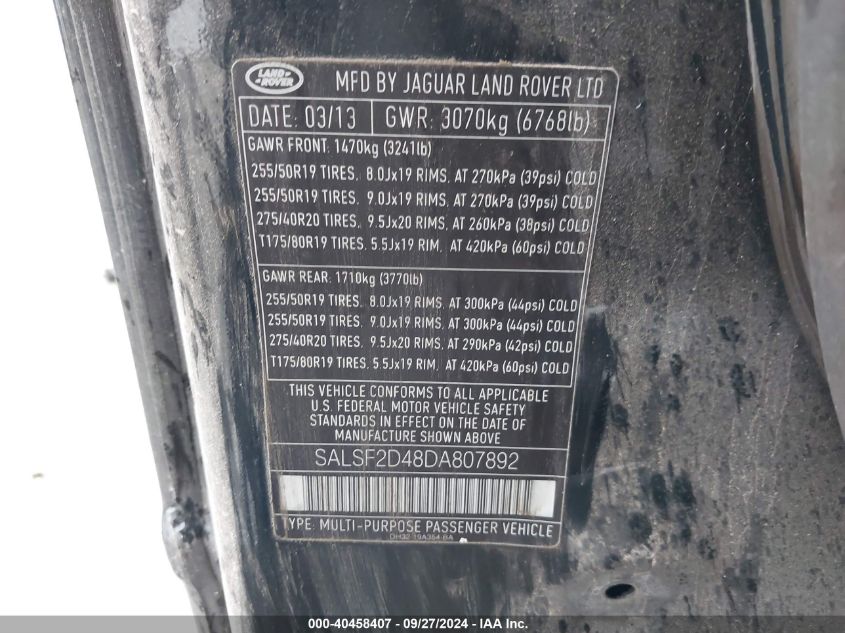 LAND ROVER
MFD BY JAGUAR LAND ROVER LTD
DATE: 03/13 GWR: 3070kg (6768lb)
GAWR FRONT: 1470kg (3241lb)
255/50R19 TIRES. 8.0Jx19 RIMS. AT 270kPa (39psi) COLD
255/50R19 TIRES. 9.0Jx19 RIMS. AT 270kPa (39psi) COLD
275/40R20 TIRES. 9.5Jx20 RIMS. AT 260kPa (38psi) COLD
T175/80R19 TIRES. 5.5Jx19 RIM. AT 420kPa (60psi) COLD
GAWR REAR: 1710kg (3770lb)
255/50R19 TIRES. 8.0Jx19 RIMS. AT 300kPa (44psi) COLD
255/50R19 TIRES. 9.0Jx19 RIMS. AT 300kPa (44psi) COLD
275/40R20 TIRES. 9.5Jx20 RIMS. AT 290kPa (42psi) COLD
T175/80R19 TIRES. 5.5Jx19 RIM. AT 420kPa (60psi) COLD
THIS VEHICLE CONFORMS TO ALL APPLICABLE
U.S. FEDERAL MOTOR VEHICLE SAFETY
STANDARDS IN EFFECT ON THE DATE OF
MANUFACTURE SHOWN ABOVE
SALSF2D48DA807892
TYPE: MULTI-PURPOSE PASSENGER VEHICLE
DH32 19A364 BA
000-40458407 - 09/27/2024 - IAA Inc.